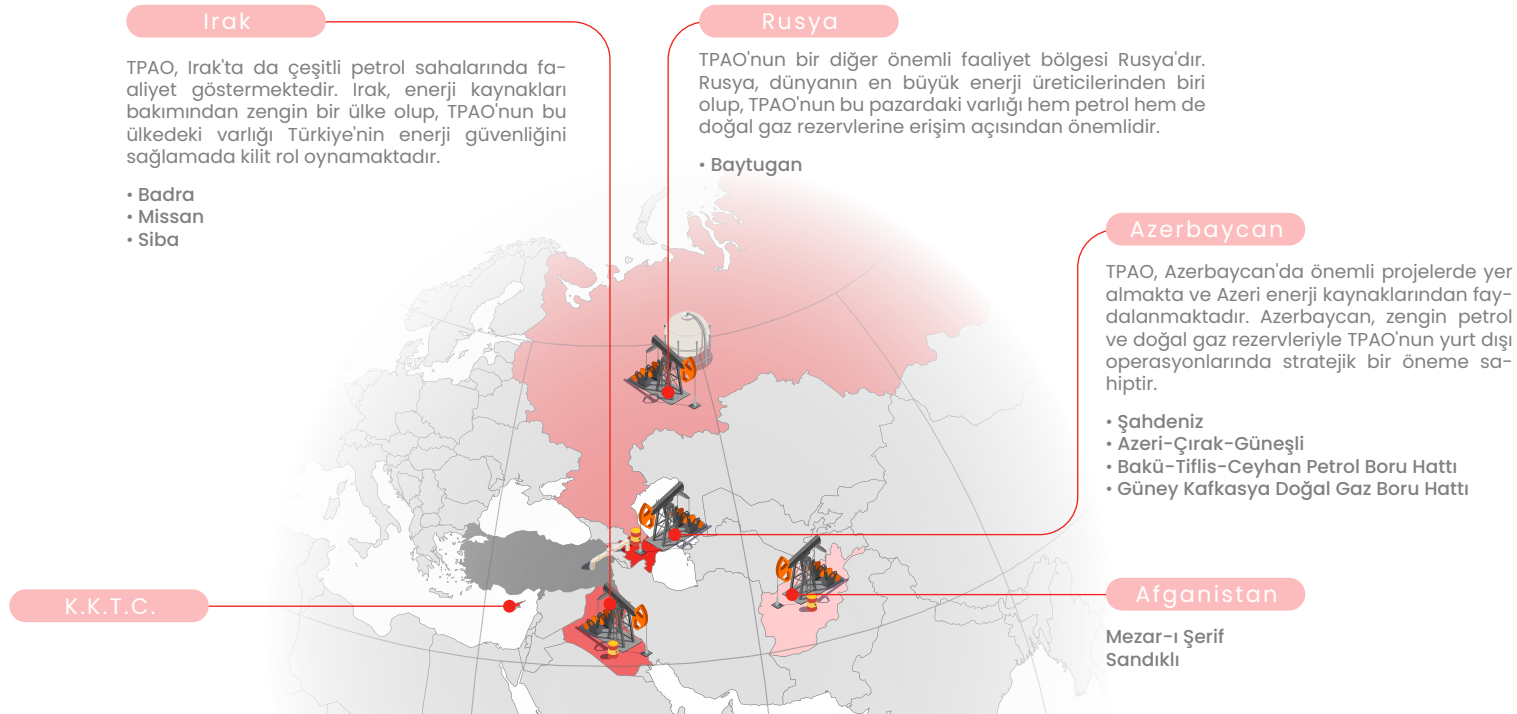 Irak
TPAO, Irak'ta da çeşitli petrol sahalarında fa-
aliyet göstermektedir. Irak, enerji kaynakları
bakımından zengin bir ülke olup, TPAO'nun bu
ülkedeki varlığı Türkiye'nin enerji güvenliğini
sağlamada kilit rol oynamaktadır.
• Badra
• Missan
• Siba
Rusya
TPAO'nun bir diğer önemli faaliyet bölgesi Rusya'dır.
Rusya, dünyanın en büyük enerji üreticilerinden biri
olup, TPAO'nun bu pazardaki varlığı hem petrol hem de
doğal gaz rezervlerine erişim açısından önemlidir.
• Baytugan
Azerbaycan
TPAO, Azerbaycan'da önemli projelerde yer
almakta ve Azeri enerji kaynaklarından fay-
dalanmaktadır. Azerbaycan, zengin petrol
ve doğal gaz rezervleriyle TPAO'nun yurt dışı
operasyonlarında stratejik bir öneme sa-
hiptir.
• Şahdeniz
• Azeri-Çırak-Güneşli
• Bakü-Tiflis-Ceyhan Petrol Boru Hattı
• Güney Kafkasya Doğal Gaz Boru Hattı
K.K.T.C.
Afganistan
Mezar-ı Şerif
Sandıklı